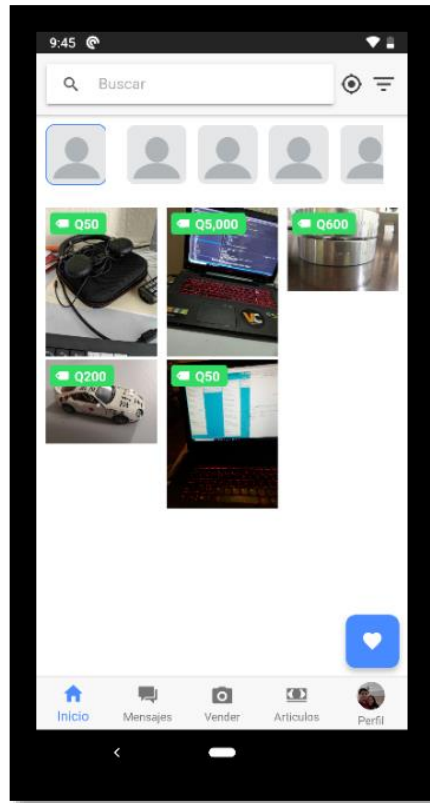 9:45
Buscar
Q50
Q5,000
Q600
Q200
Q50
Inicio
Mensajes
Vender
Articulos
Perfil